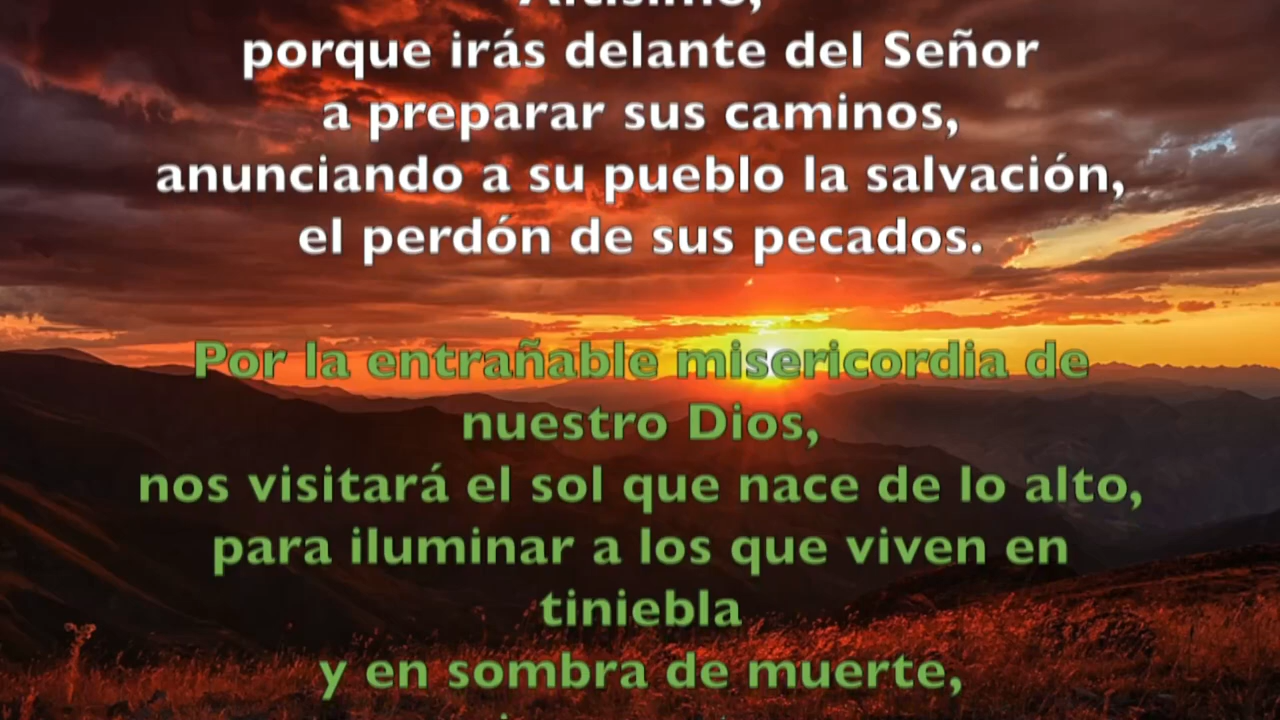 Altísimo,
porque irás delante del Señor
a preparar sus caminos,
anunciando a su pueblo la salvación,
el perdón de sus pecados.
Por la entrañable misericordia de
nuestro Dios,
nos visitará el sol que nace de lo alto,
para iluminar a los que viven en
tiniebla
y en sombra de muerte,